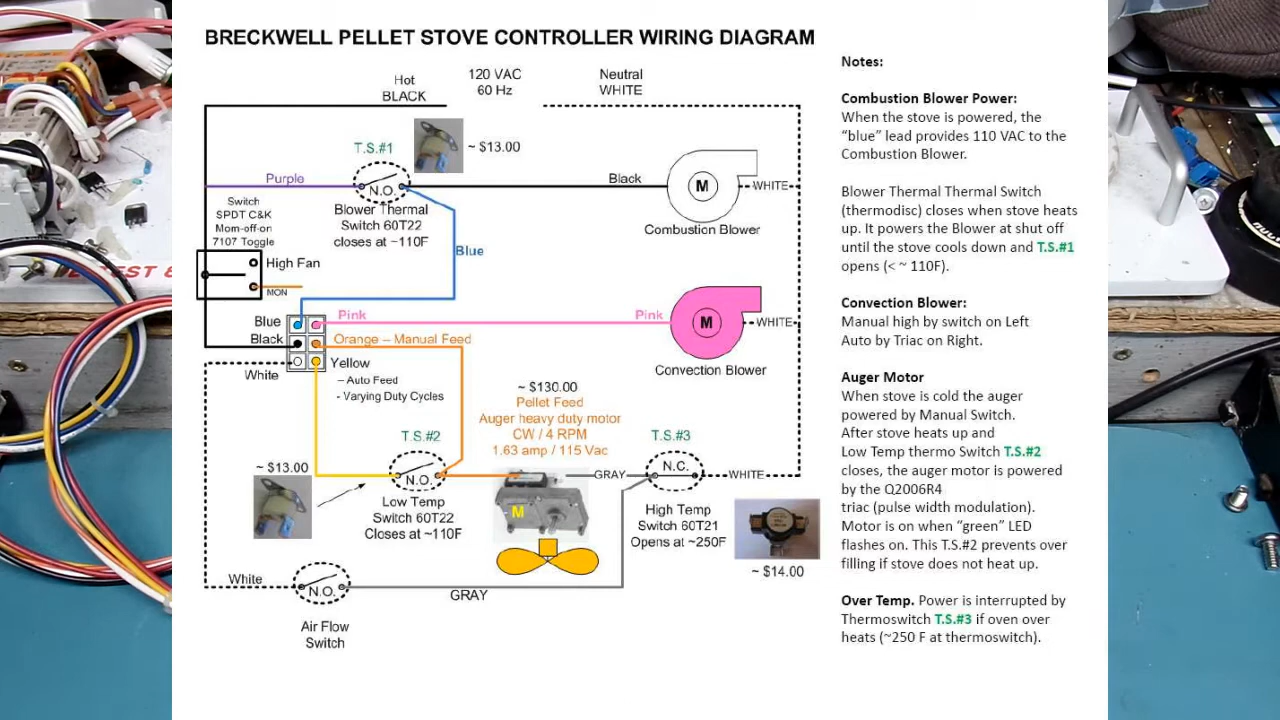 BRECKWELL PELLET STOVE CONTROLLER WIRING DIAGRAM
Hot
BLACK
120 VAC
60 Hz
Neutral
WHITE
T.S.#1
~ $13.00
Purple
N.O.
Black
M
WHITE
Blower Thermal
Switch 60T22
closes at ~110F
Combustion Blower
Switch
SPDT C&K
Mom-off-on
7107 Toggle
High Fan
MON
Blue
Blue
Pink
Pink
M
WHITE
Black
Orange – Manual Feed
White
Yellow
– Auto Feed
- Varying Duty Cycles
Convection Blower
~ $130.00
Pellet Feed
Auger heavy duty motor
CW / 4 RPM
1.63 amp / 115 Vac
T.S.#2
T.S.#3
~ $13.00
N.O.
GRAY
N.C.
WHITE
Low Temp
Switch 60T22
Closes at ~110F
M
High Temp
Switch 60T21
Opens at ~250F
~ $14.00
White
N.O.
GRAY
Air Flow
Switch
Notes:
Combustion Blower Power:
When the stove is powered, the
“blue” lead provides 110 VAC to the
Combustion Blower.
Blower Thermal Thermal Switch
(thermodisc) closes when stove heats
up. It powers the Blower at shut off
until the stove cools down and T.S.#1
opens (< ~ 110F).
Convection Blower:
Manual high by switch on Left
Auto by Triac on Right.
Auger Motor
When stove is cold the auger
powered by Manual Switch.
After stove heats up and
Low Temp thermo Switch T.S.#2
closes, the auger motor is powered
by the Q2006R4
triac (pulse width modulation).
Motor is on when “green” LED
flashes on. This T.S.#2 prevents over
filling if stove does not heat up.
Over Temp. Power is interrupted by
Thermoswitch T.S.#3 if oven over
heats (~250 F at thermoswitch).